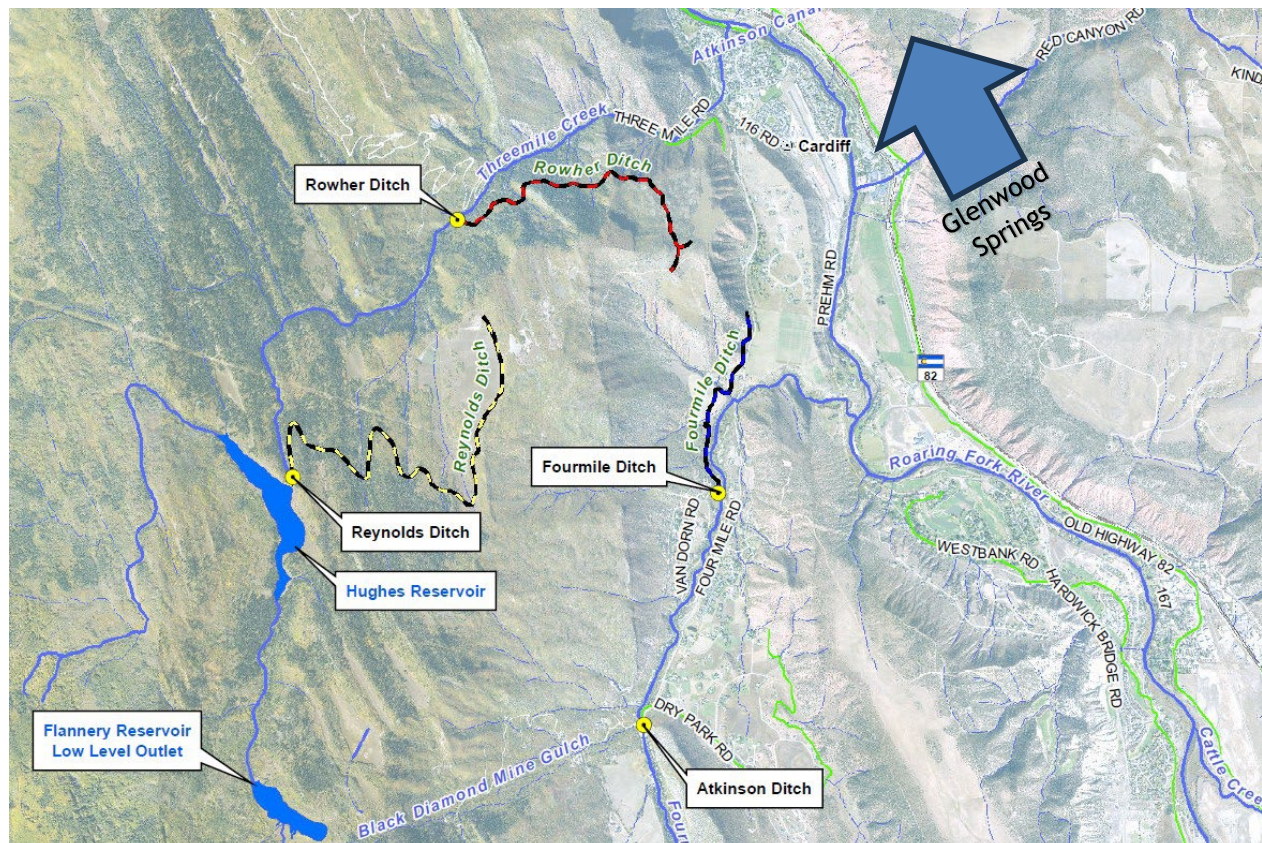 Atkinson Canal
RED CANYON RD
KIND
Threemile Creek
THREE MILE RD
116 RD
Cardiff
Glenwood
Springs
Rowher Ditch
Rowher Ditch
PREHM RD
82
Reynolds Ditch
Fourmile Ditch
Fourmile Ditch
Roaring Fork River
Reynolds Ditch
VAN DORN RD
FOUR MILE RD
OLD HIGHWAY 82
WESTBANK RD
HARDWICK BRIDGE RD
167
Hughes Reservoir
Flannery Reservoir
Low Level Outlet
DRY PARK RD
Black Diamond Mine Gulch
Atkinson Ditch
Fourm
Cattle Creek